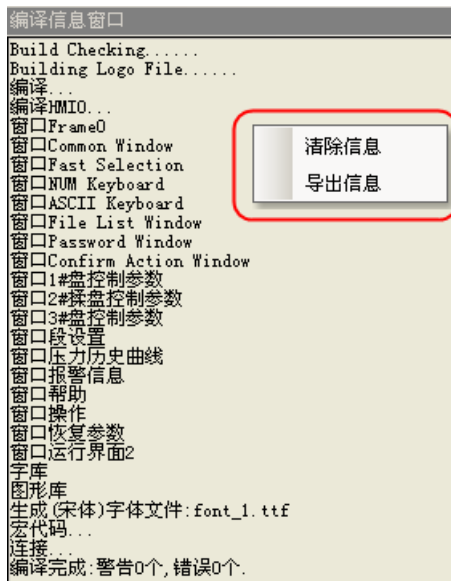 编译信息窗口
Build Checking......
Building Logo File......
编译...
编译HMI0...
窗口Frame0
窗口Common Window
窗口Fast Selection
窗口NUM Keyboard
窗口ASCII Keyboard
窗口File List Window
窗口Password Window
窗口Confirm Action Window
窗口1#盘控制参数
窗口2#揉盘控制参数
窗口3#盘控制参数
窗口段设置
窗口压力历史曲线
窗口报警信息
窗口帮助
窗口操作
窗口恢复参数
窗口运行界面2
字库
图形库
生成(宋体)字体文件:font_1.ttf
宏代码...
连接...
编译完成:警告0个,错误0个.
清除信息
导出信息